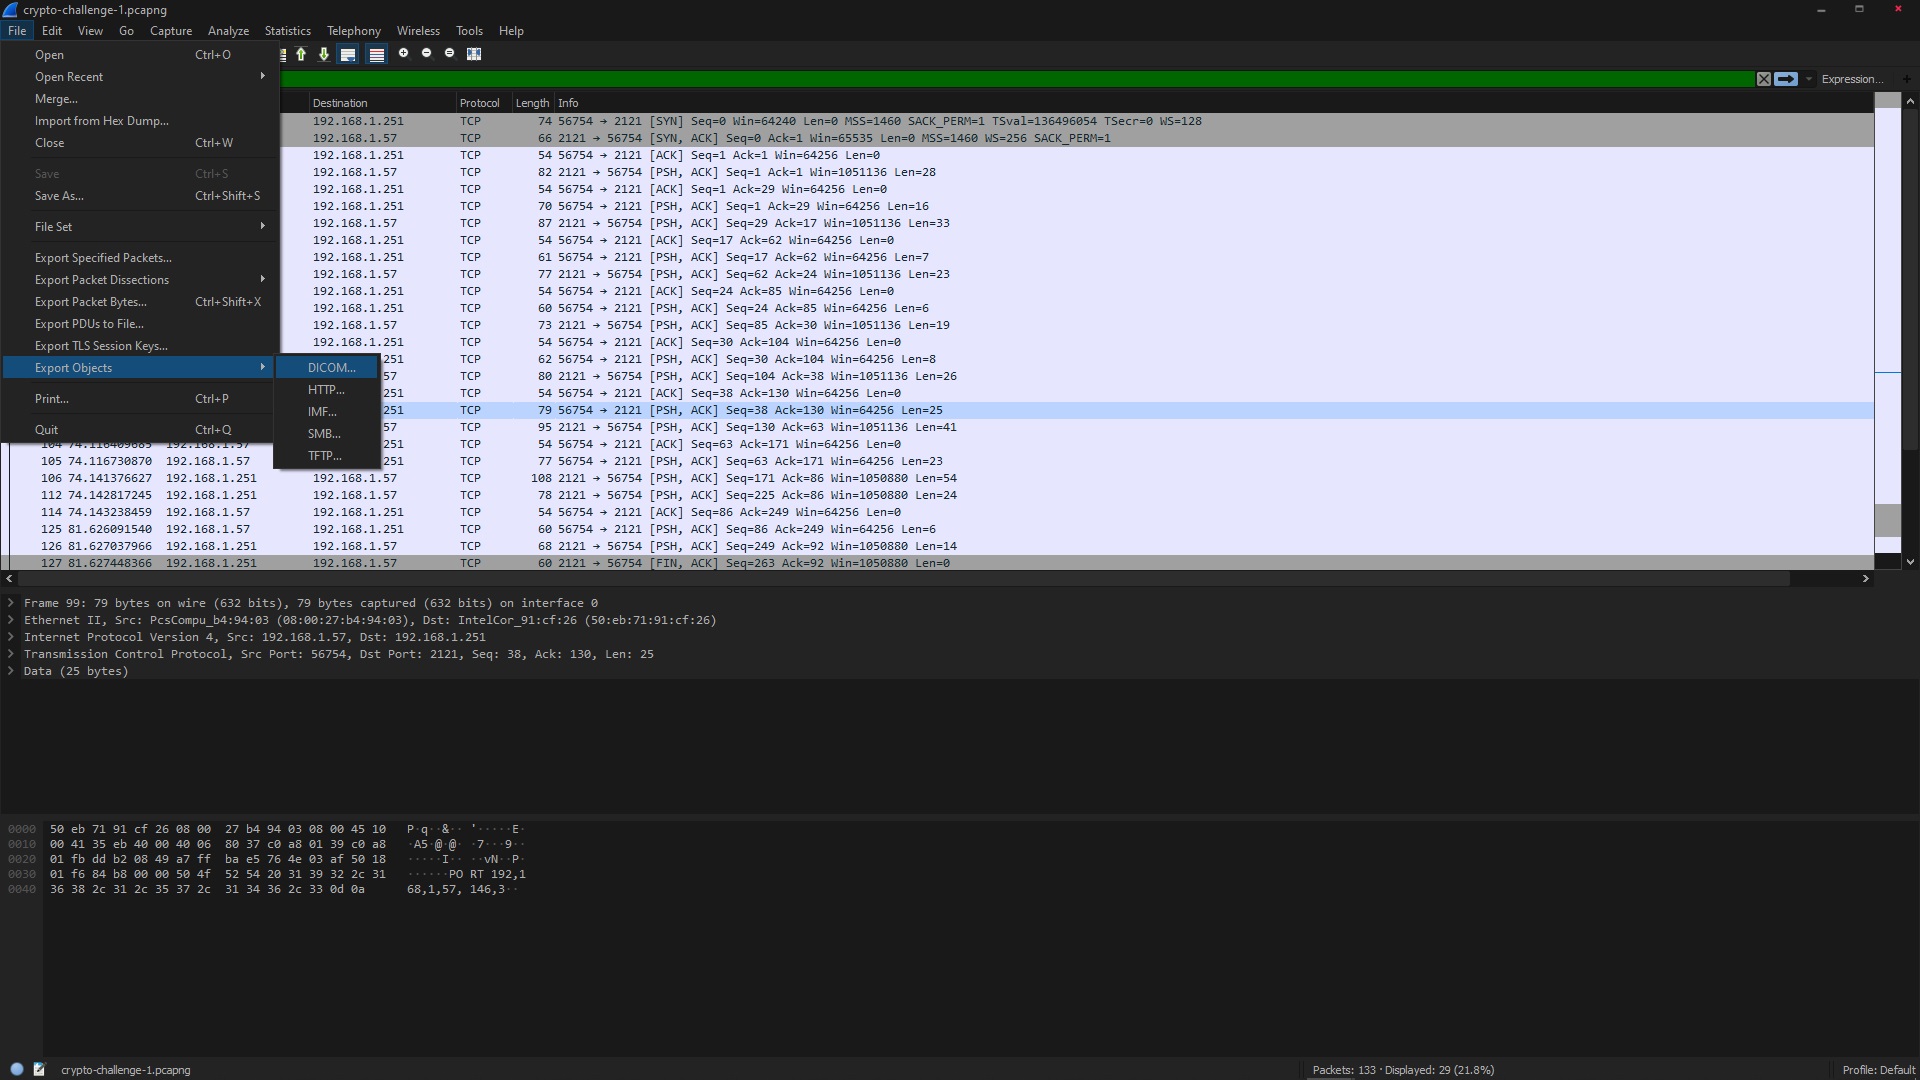 crypto-challenge-1.pcapng
File Edit View Go Capture Analyze Statistics Telephony Wireless Tools Help
Open Ctrl+O
Open Recent
Merge...
Import from Hex Dump...
Close Ctrl+W
Save Ctrl+S
Save As... Ctrl+Shift+S
File Set
Export Specified Packets...
Export Packet Dissections
Export Packet Bytes... Ctrl+Shift+X
Export PDUs to File...
Export TLS Session Keys...
Export Objects
Print... Ctrl+P
Quit Ctrl+Q
DICOM...
HTTP...
IMF...
SMB...
TFTP...
Expression... +
Destination Protocol Length Info
192.168.1.251 TCP 74 56754 → 2121 [SYN] Seq=0 Win=64240 Len=0 MSS=1460 SACK_PERM=1 TSval=136496054 TSecr=0 WS=128
192.168.1.57 TCP 66 2121 → 56754 [SYN, ACK] Seq=0 Ack=1 Win=65535 Len=0 MSS=1460 WS=256 SACK_PERM=1
192.168.1.251 TCP 54 56754 → 2121 [ACK] Seq=1 Ack=1 Win=64256 Len=0
192.168.1.57 TCP 82 2121 → 56754 [PSH, ACK] Seq=1 Ack=1 Win=1051136 Len=28
192.168.1.251 TCP 54 56754 → 2121 [ACK] Seq=1 Ack=29 Win=64256 Len=0
192.168.1.251 TCP 70 56754 → 2121 [PSH, ACK] Seq=1 Ack=29 Win=64256 Len=16
192.168.1.57 TCP 87 2121 → 56754 [PSH, ACK] Seq=29 Ack=17 Win=1051136 Len=33
192.168.1.251 TCP 54 56754 → 2121 [ACK] Seq=17 Ack=62 Win=64256 Len=0
192.168.1.251 TCP 61 56754 → 2121 [PSH, ACK] Seq=17 Ack=62 Win=64256 Len=7
192.168.1.57 TCP 77 2121 → 56754 [PSH, ACK] Seq=62 Ack=24 Win=1051136 Len=23
192.168.1.251 TCP 54 56754 → 2121 [ACK] Seq=24 Ack=85 Win=64256 Len=0
192.168.1.251 TCP 60 56754 → 2121 [PSH, ACK] Seq=24 Ack=85 Win=64256 Len=6
192.168.1.57 TCP 73 2121 → 56754 [PSH, ACK] Seq=85 Ack=30 Win=1051136 Len=19
192.168.1.251 TCP 54 56754 → 2121 [ACK] Seq=30 Ack=104 Win=64256 Len=0
251 TCP 62 56754 → 2121 [PSH, ACK] Seq=30 Ack=104 Win=64256 Len=8
57 TCP 80 2121 → 56754 [PSH, ACK] Seq=104 Ack=38 Win=1051136 Len=26
251 TCP 54 56754 → 2121 [ACK] Seq=38 Ack=130 Win=64256 Len=0
251 TCP 79 56754 → 2121 [PSH, ACK] Seq=38 Ack=130 Win=64256 Len=25
57 TCP 95 2121 → 56754 [PSH, ACK] Seq=130 Ack=63 Win=1051136 Len=41
104 74.116409685 192.168.1.57 251 TCP 54 56754 → 2121 [ACK] Seq=63 Ack=171 Win=64256 Len=0
105 74.116730870 192.168.1.57 251 TCP 77 56754 → 2121 [PSH, ACK] Seq=63 Ack=171 Win=64256 Len=23
106 74.141376627 192.168.1.251 192.168.1.57 TCP 108 2121 → 56754 [PSH, ACK] Seq=171 Ack=86 Win=1050880 Len=54
112 74.142817245 192.168.1.251 192.168.1.57 TCP 78 2121 → 56754 [PSH, ACK] Seq=225 Ack=86 Win=1050880 Len=24
114 74.143238459 192.168.1.57 192.168.1.251 TCP 54 56754 → 2121 [ACK] Seq=86 Ack=249 Win=64256 Len=0
125 81.626091540 192.168.1.57 192.168.1.251 TCP 60 56754 → 2121 [PSH, ACK] Seq=86 Ack=249 Win=64256 Len=6
126 81.627037966 192.168.1.251 192.168.1.57 TCP 68 2121 → 56754 [PSH, ACK] Seq=249 Ack=92 Win=1050880 Len=14
127 81.627448366 192.168.1.251 192.168.1.57 TCP 60 2121 → 56754 [FIN, ACK] Seq=263 Ack=92 Win=1050880 Len=0
Frame 99: 79 bytes on wire (632 bits), 79 bytes captured (632 bits) on interface 0
Ethernet II, Src: PcsCompu_b4:94:03 (08:00:27:b4:94:03), Dst: IntelCor_91:cf:26 (50:eb:71:91:cf:26)
Internet Protocol Version 4, Src: 192.168.1.57, Dst: 192.168.1.251
Transmission Control Protocol, Src Port: 56754, Dst Port: 2121, Seq: 38, Ack: 130, Len: 25
Data (25 bytes)
0000 50 eb 71 91 cf 26 08 00 27 b4 94 03 08 00 45 10 P·q··&·· '·····E·
0010 00 41 35 eb 40 00 40 06 80 37 c0 a8 01 39 c0 a8 ·A5·@·@· ·7···9··
0020 01 fb dd b2 08 49 a7 ff ba e5 76 4e 03 af 50 18 ·····I·· ··vN··P·
0030 01 f6 84 b8 00 00 50 4f 52 54 20 31 39 32 2c 31 ······PO RT 192,1
0040 36 38 2c 31 2c 35 37 2c 31 34 36 2c 33 0d 0a 68,1,57, 146,3··
crypto-challenge-1.pcapng Packets: 133 · Displayed: 29 (21.8%) Profile: Default